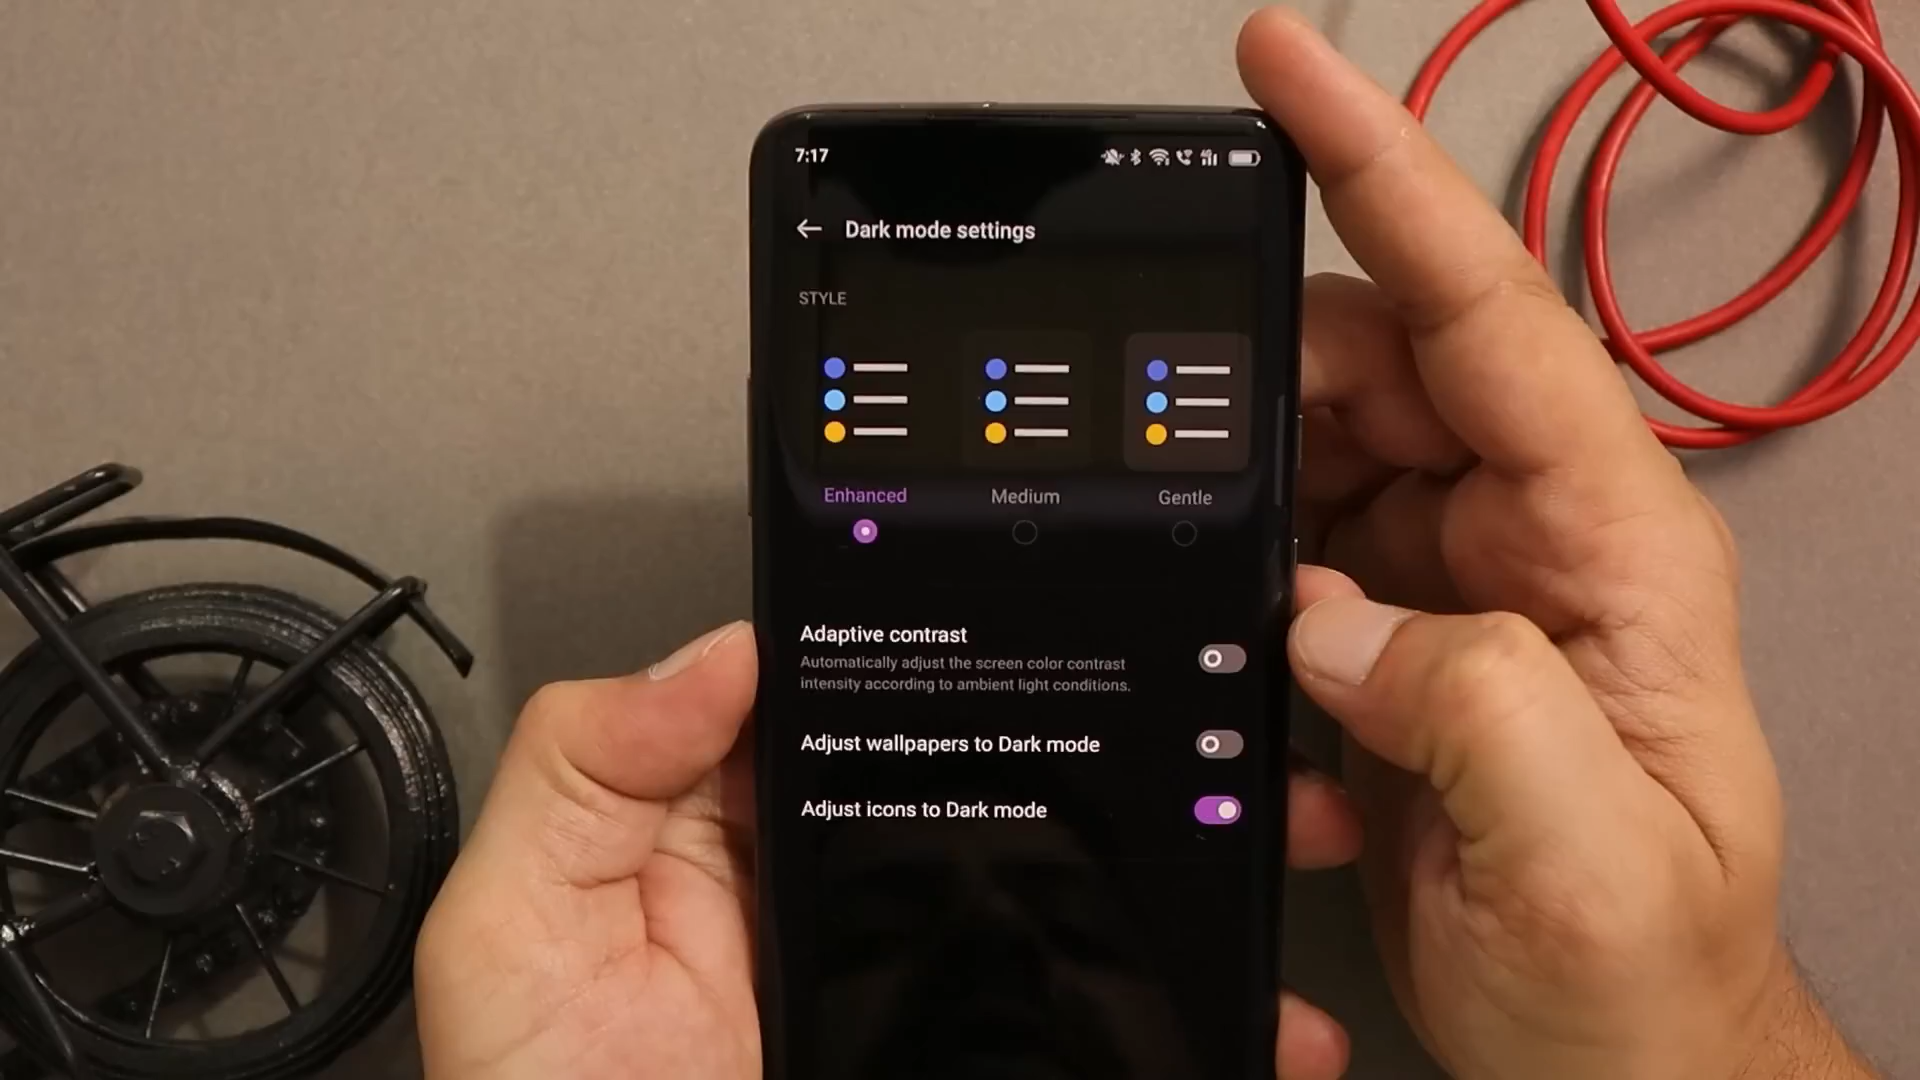 7:17
Dark mode settings
STYLE
Enhanced
Medium
Gentle
Adaptive contrast
Automatically adjust the screen color contrast
intensity according to ambient light conditions.
Adjust wallpapers to Dark mode
Adjust icons to Dark mode